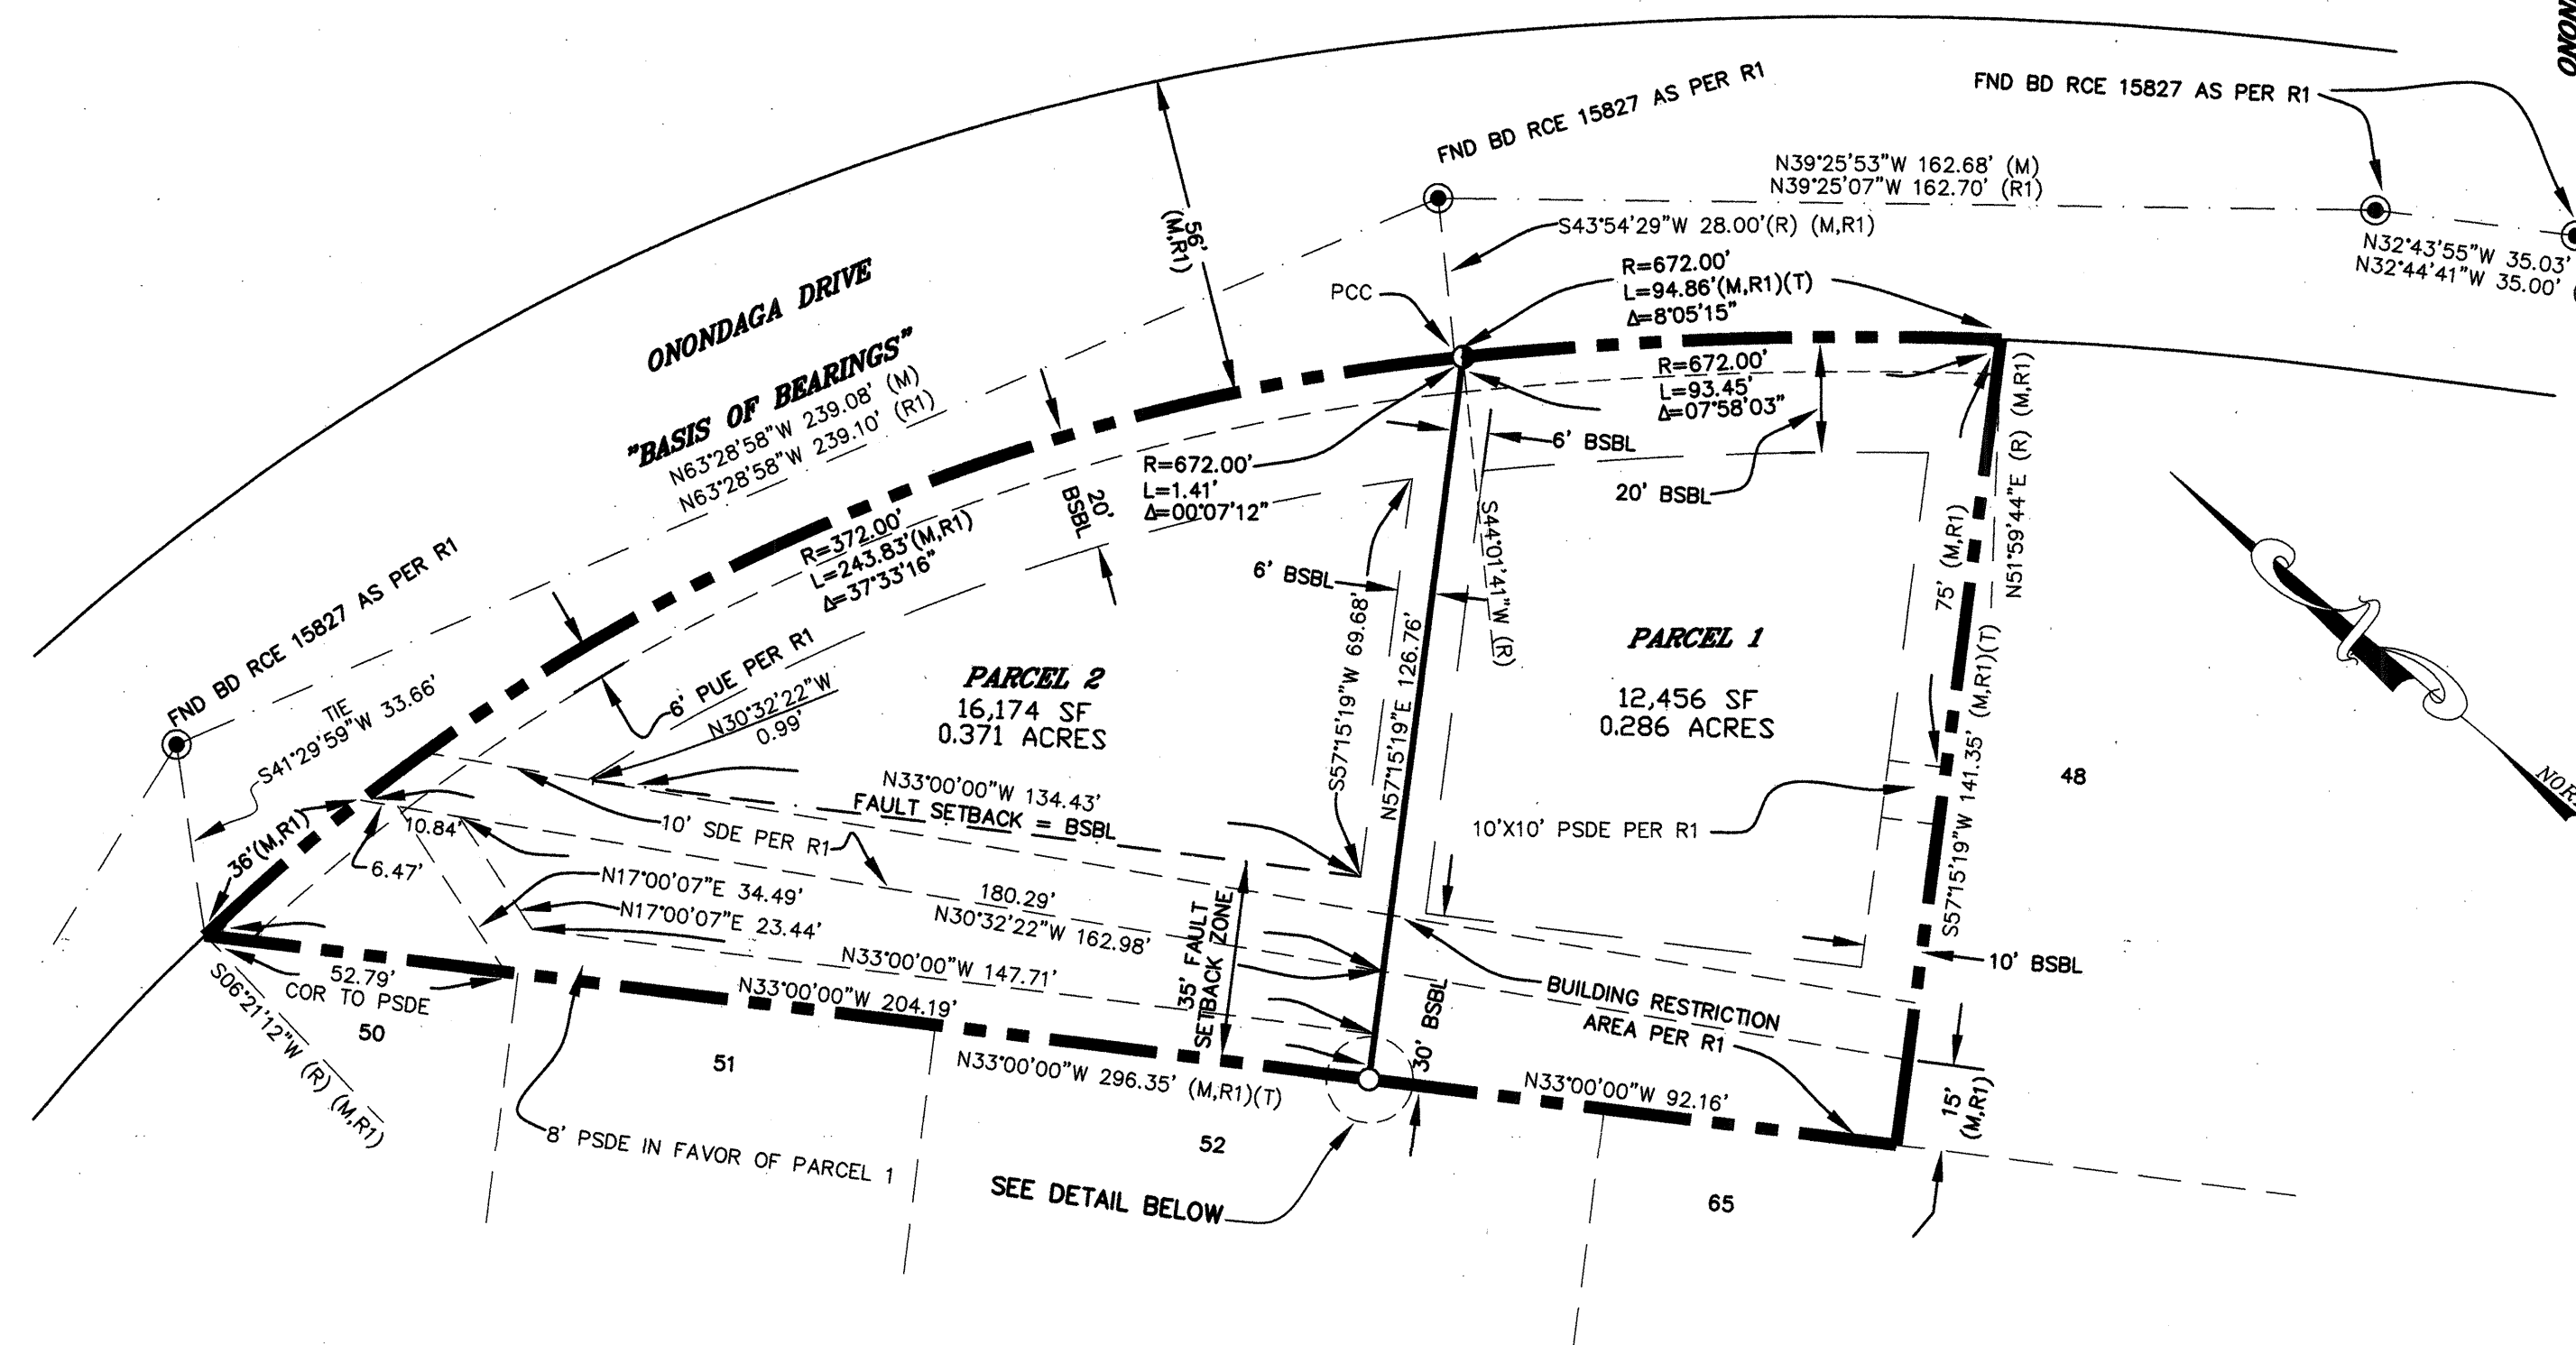 ONON
FND BD RCE 15827 AS PER R1
FND BD RCE 15827 AS PER R1
N39°25'53"W 162.68' (M)
N39°25'07"W 162.70' (R1)
S43°54'29"W 28.00'(R) (M,R1)
N32°43'55"W 35.03'
N32°44'41"W 35.00' (
56'
(M,R1)
R=672.00'
L=94.86'(M,R1)(T)
Δ=8°05'15"
PCC
ONONDAGA DRIVE
"BASIS OF BEARINGS"
N63°28'58"W 239.08' (M)
N63°28'58"W 239.10' (R1)
R=672.00'
L=93.45'
Δ=07°58'03"
6' BSBL
20' BSBL
R=672.00'
L=1.41'
Δ=00°07'12"
20'
BSBL
R=372.00'
L=243.83'(M,R1)
Δ=37°33'16"
6' BSBL
S44°01'41"W (R)
N51°59'44"E (R) (M,R1)
75' (M,R1)
FND BD RCE 15827 AS PER R1
TIE
S41°29'59"W 33.66'
6' PUE PER R1
N30°32'22"W
0.99'
PARCEL 2
16,174 SF
0.371 ACRES
S57°15'19"W 69.68'
N57°15'19"E 126.76'
PARCEL 1
12,456 SF
0.286 ACRES
S57°15'19"W 141.35' (M,R1)(T)
48
NOR
N33°00'00"W 134.43'
FAULT SETBACK = BSBL
10' SDE PER R1
10'X10' PSDE PER R1
36'(M,R1)
10.84'
6.47'
N17°00'07"E 34.49'
N17°00'07"E 23.44'
180.29'
N30°32'22"W 162.98'
35' FAULT
SETBACK ZONE
N33°00'00"W 147.71'
N33°00'00"W 204.19'
52.79'
COR TO PSDE
50
S06°21'12"W (R) (M,R1)
51
N33°00'00"W 296.35' (M,R1)(T)
30' BSBL
BUILDING RESTRICTION
AREA PER R1
10' BSBL
N33°00'00"W 92.16'
15'
(M,R1)
8' PSDE IN FAVOR OF PARCEL 1
52
SEE DETAIL BELOW
65